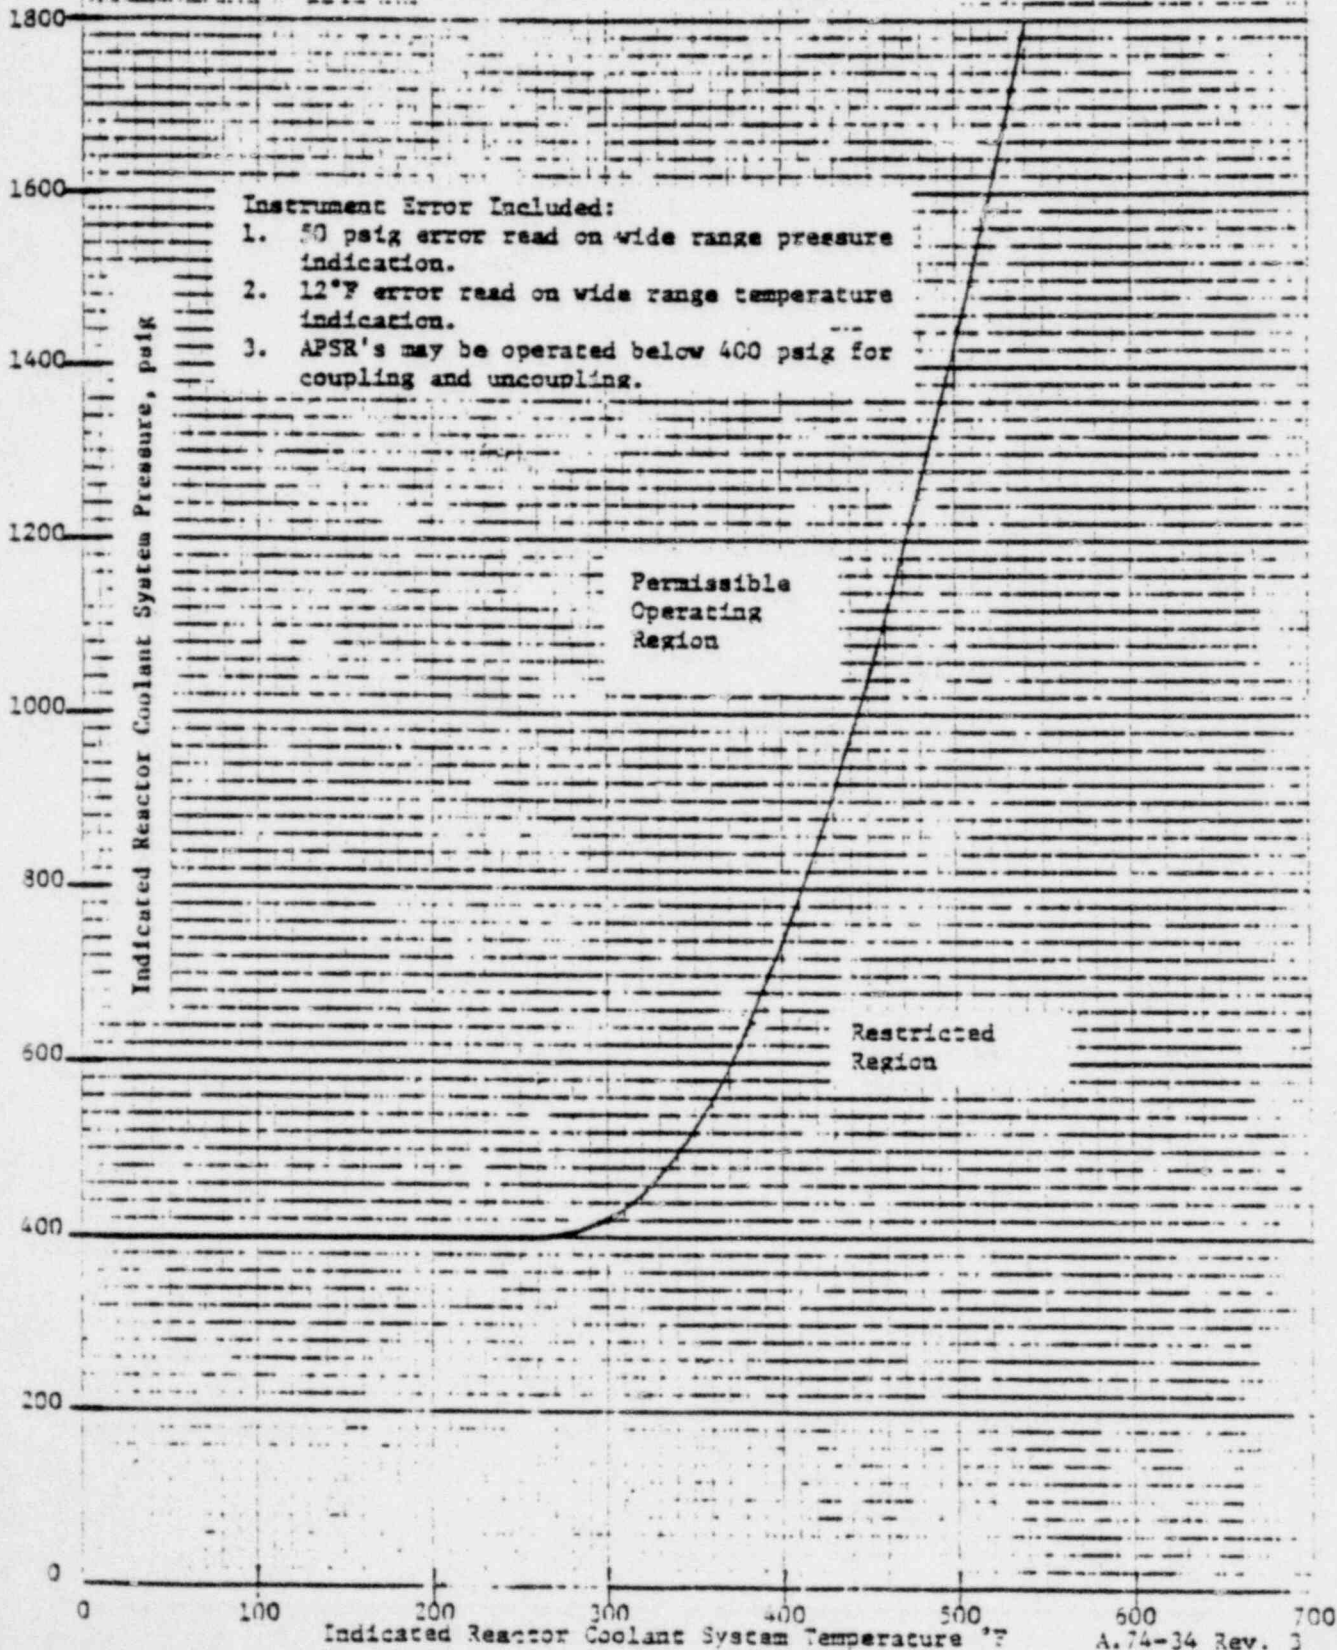 1800
1600
Instrument Error Included:
1. 50 psig error read on wide range pressure
indication.
2. 12°F error read on wide range temperature
indication.
3. APSR's may be operated below 400 psig for
coupling and uncoupling.
1400
Indicated Reactor Coolant System Pressure, psig
1200
Permissible
Operating
Region
1000
800
Restricted
Region
600
400
200
0
0 100 200 300 400 500 600 700
Indicated Reactor Coolant System Temperature °F
A.74-34 Rev. 3